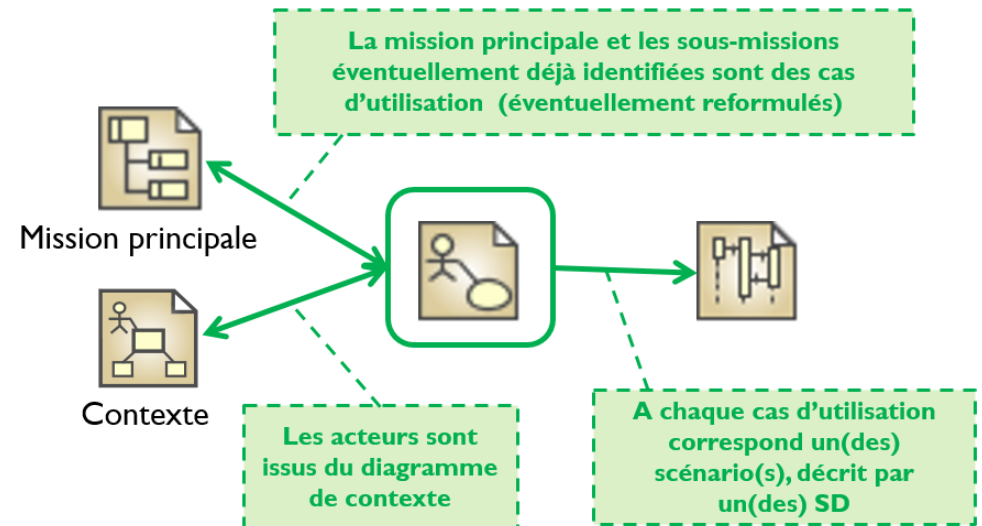 La mission principale et les sous-missions
éventuellement déjà identifiées sont des cas
d'utilisation (éventuellement reformulés)
Mission principale
Contexte
Les acteurs sont
issus du diagramme
de contexte
A chaque cas d'utilisation
correspond un(des)
scénario(s), décrit par
un(des) SD